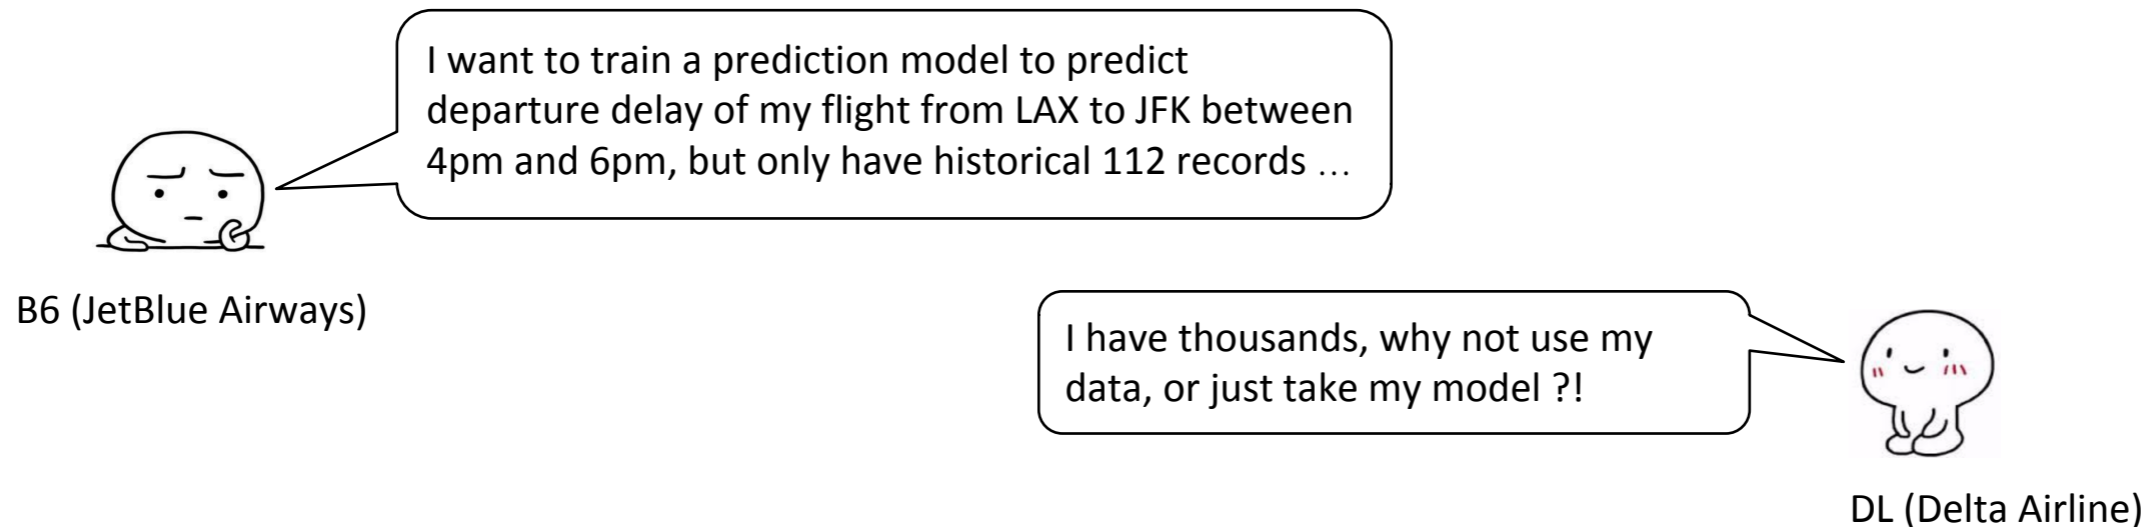 I want to train a prediction model to predict
departure delay of my flight from LAX to JFK between
4pm and 6pm, but only have historical 112 records …
B6 (JetBlue Airways)
I have thousands, why not use my
data, or just take my model ?!
DL (Delta Airline)